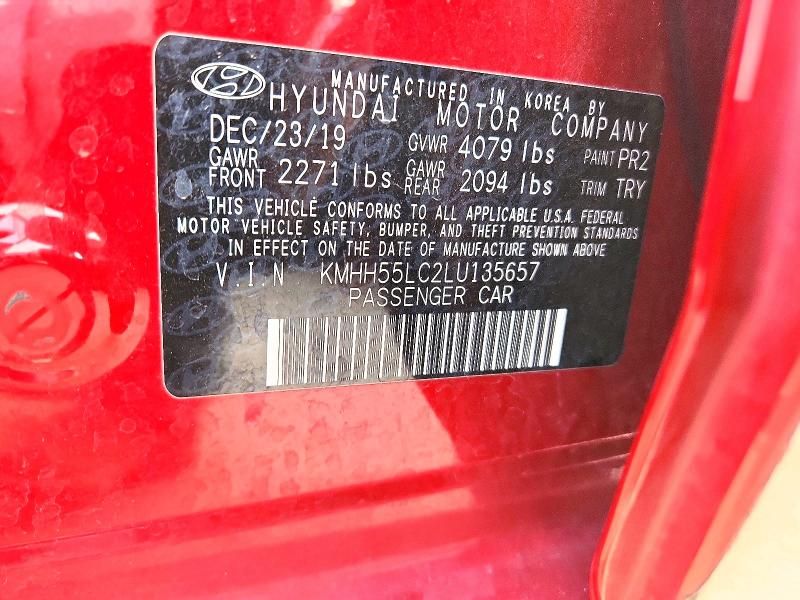 MANUFACTURED IN KOREA BY
HYUNDAI MOTOR COMPANY
DEC/23/19 GVWR 4079 lbs PAINT PR2
GAWR FRONT 2271 lbs GAWR REAR 2094 lbs TRIM TRY
THIS VEHICLE CONFORMS TO ALL APPLICABLE U.S.A. FEDERAL
MOTOR VEHICLE SAFETY, BUMPER, AND THEFT PREVENTION STANDARDS
IN EFFECT ON THE DATE OF MANUFACTURE SHOWN ABOVE
V.I.N KMHH55LC2LU135657
PASSENGER CAR